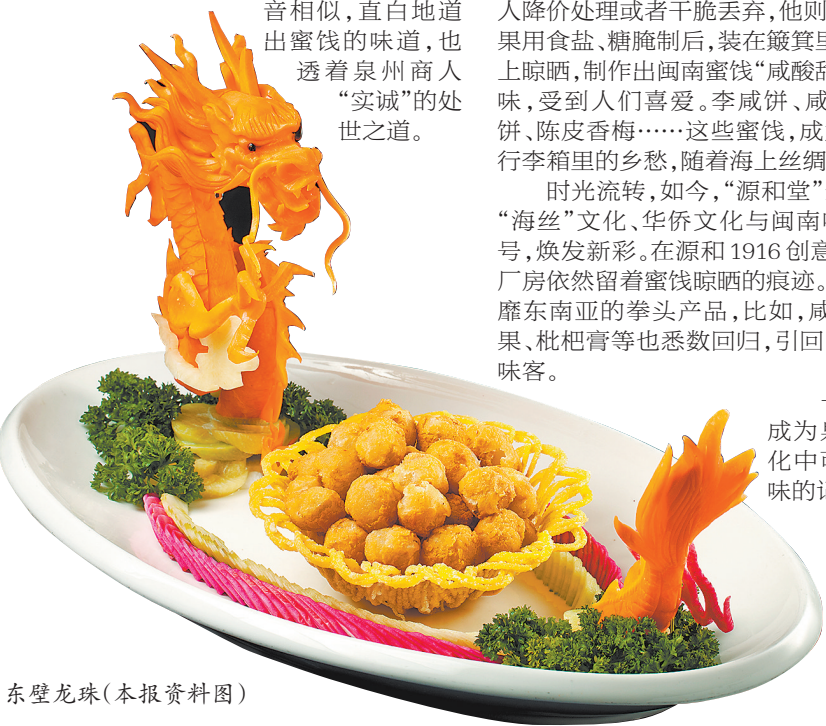 音相似，直白地道
出蜜饯的味道，也
透着泉州商人
“实诚”的处
世之道。
人降价处理或者干脆丢弃，他则
果用食盐、糖腌制后，装在簸箕里
上晾晒，制作出闽南蜜饯“咸酸甜
味，受到人们喜爱。李咸饼、咸
饼、陈皮香梅……这些蜜饯，成
行李箱里的乡愁，随着海上丝绸
时光流转，如今，“源和堂”
“海丝”文化、华侨文化与闽南
号，焕发新彩。在源和1916创意
厂房依然留着蜜饯晾晒的痕迹。
靡东南亚的拳头产品，比如，咸
果、枇杷膏等也悉数回归，引回
味客。
成为
化中可
味的
东壁龙珠（本报资料图）